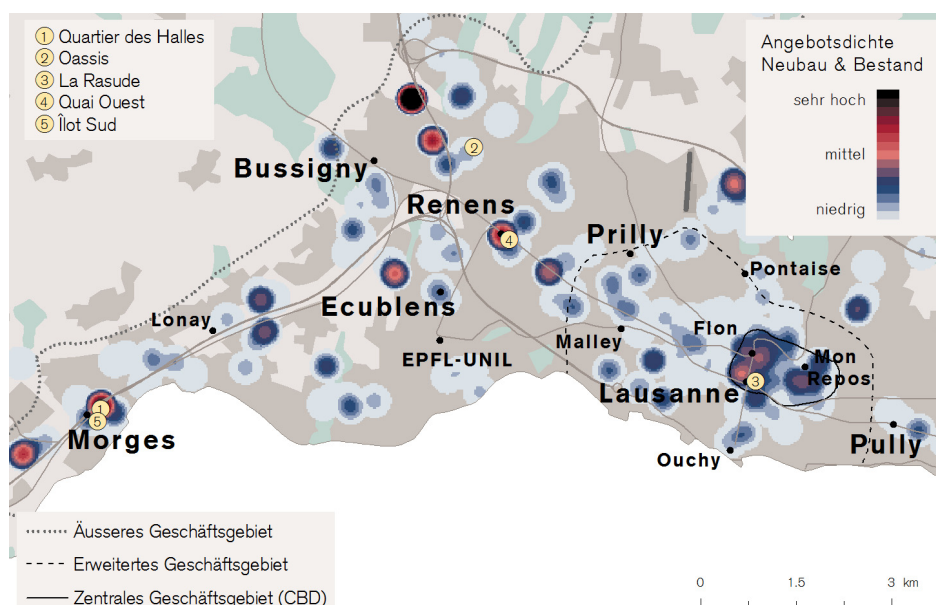 1 Quartier des Halles
2 Oassis
3 La Rasude
4 Quai Ouest
5 Îlot Sud
Angebotsdichte
Neubau & Bestand
sehr hoch
mittel
niedrig
2
Bussigny
Renens
4
Prilly
Pontaise
Ecublens
Lonay
Flon
Malley
EPFL-UNIL
Mon
Repos
3
Lausanne
1
5
Morges
Pully
Ouchy
Äusseres Geschäftsgebiet
Erweitertes Geschäftsgebiet
Zentrales Geschäftsgebiet (CBD)
0 1.5 3 km